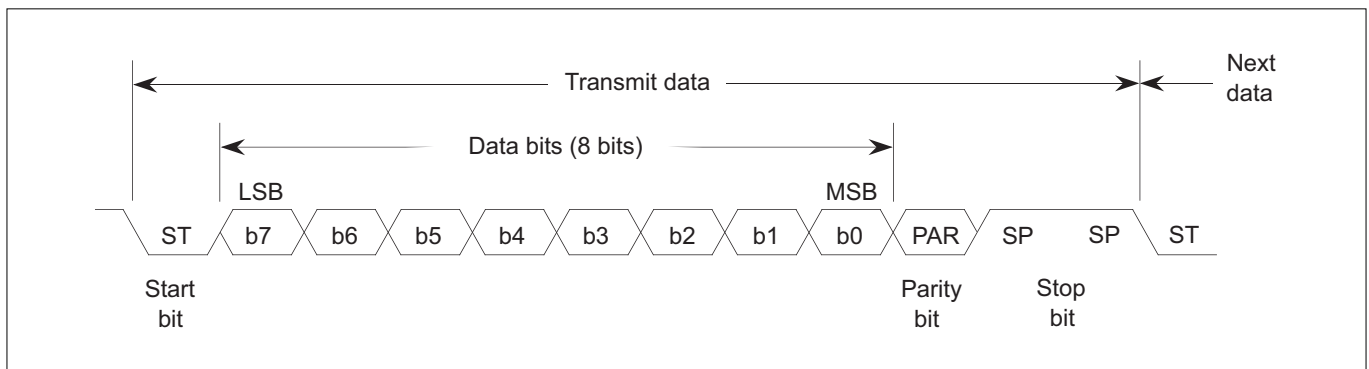 Transmit data
Next
data
Data bits (8 bits)
LSB
MSB
ST b7 b6 b5 b4 b3 b2 b1 b0 PAR SP SP ST
Start
bit
Parity
bit
Stop
bit